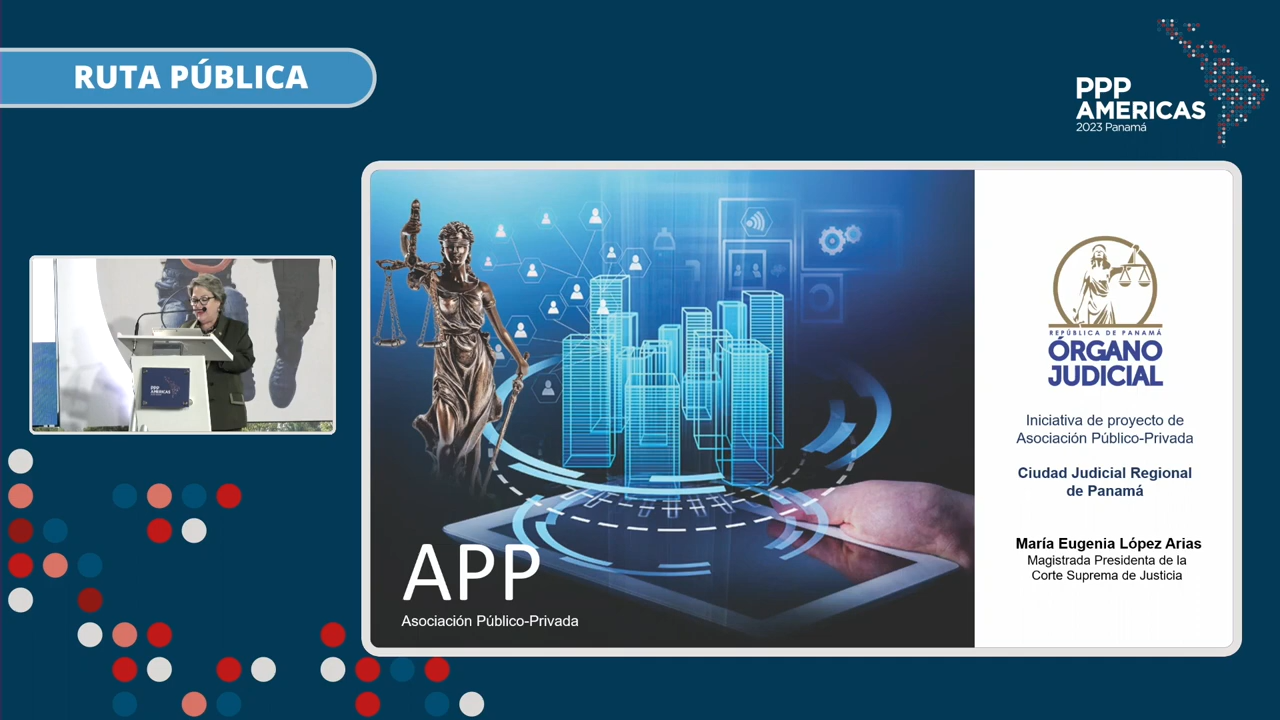 RUTA PÚBLICA
PPP
AMERICAS
2023 Panamá
PPP
AMERICAS
APP
Asociación Público-Privada
REPÚBLICA DE PANAMÁ
ÓRGANO
JUDICIAL
Iniciativa de proyecto de
Asociación Público-Privada
Ciudad Judicial Regional
de Panamá
María Eugenia López Arias
Magistrada Presidenta de la
Corte Suprema de Justicia